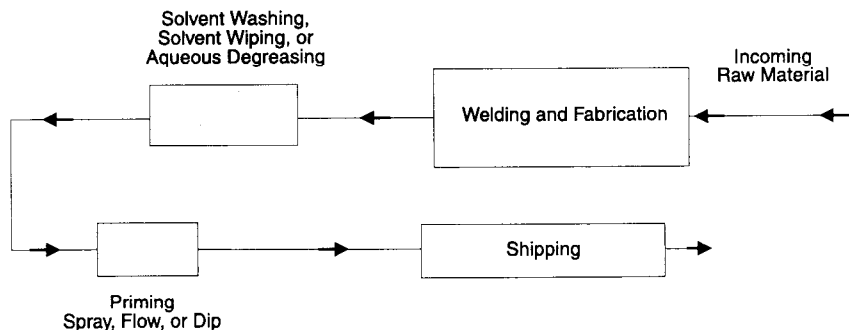 Solvent Washing,
Solvent Wiping, or
Aqueous Degreasing
Incoming
Raw Material
Welding and Fabrication
Shipping
Priming
Spray, Flow, or Dip